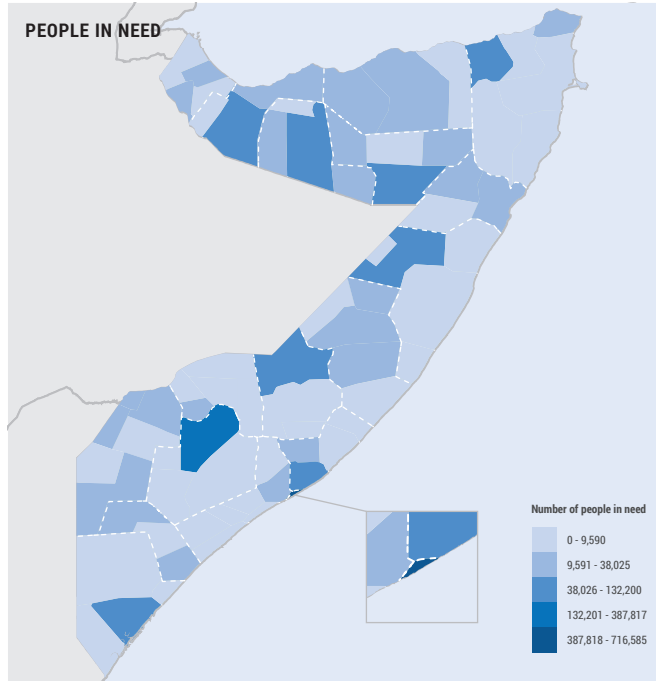 PEOPLE IN NEED
Number of people in need
0 - 9,590
9,591 - 38,025
38,026 - 132,200
132,201 - 387,817
387,818 - 716,585